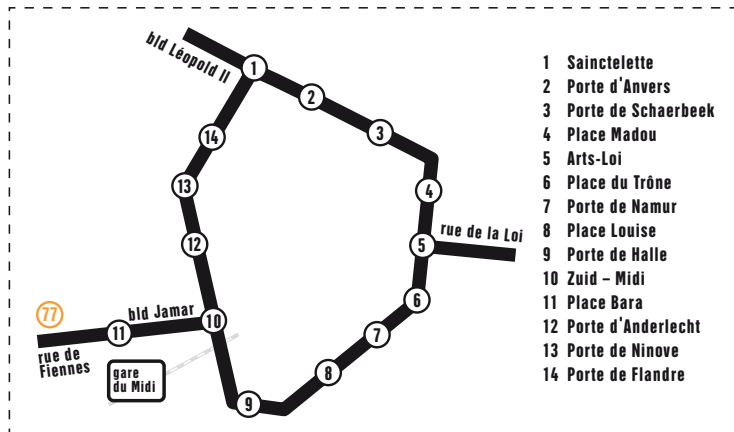 bld Léopold II
1
2
3
14
13
4
12
rue de la Loi
5
6
77
bld Jamar
11
10
7
rue de
Fiennes
gare
du Midi
8
9
1 Sainctelette
2 Porte d'Anvers
3 Porte de Schaerbeek
4 Place Madou
5 Arts-Loi
6 Place du Trône
7 Porte de Namur
8 Place Louise
9 Porte de Halle
10 Zuid – Midi
11 Place Bara
12 Porte d'Anderlecht
13 Porte de Ninove
14 Porte de Flandre